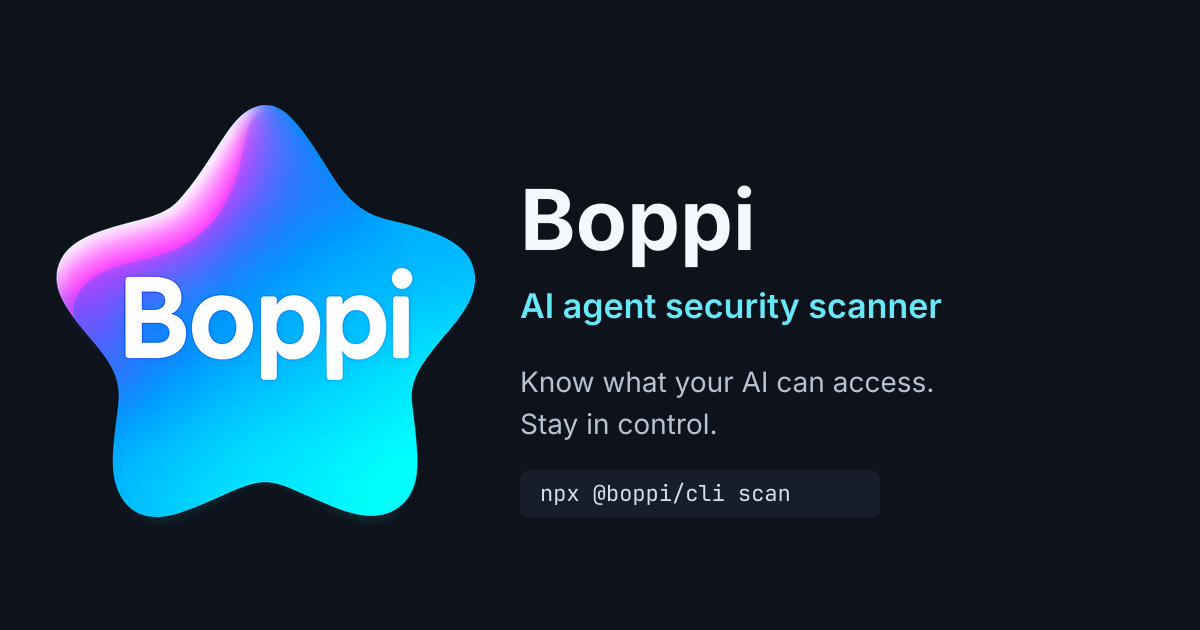 Boppi
Boppi
AI agent security scanner
Know what your AI can access.
Stay in control.
npx @boppi/cli scan